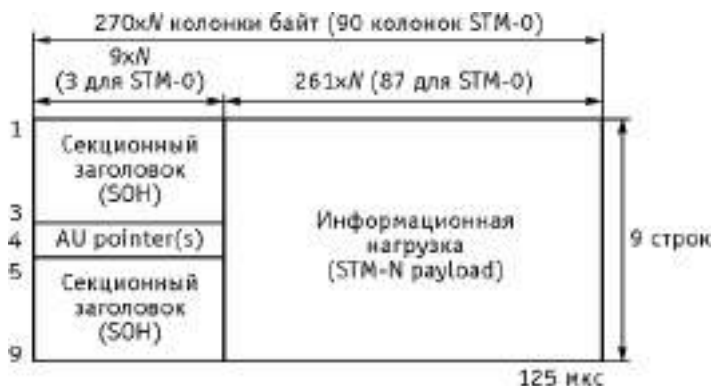 270xN колонки байт (90 колонок STM-0)
9xN
(3 для STM-0)
261xN (87 для STM-0)
1
Секционный
заголовок
(SOH)
3
4
AU pointer(s)
5
Секционный
заголовок
(SOH)
9
Информационная
нагрузка
(STM-N payload)
9 строк
125 мкс